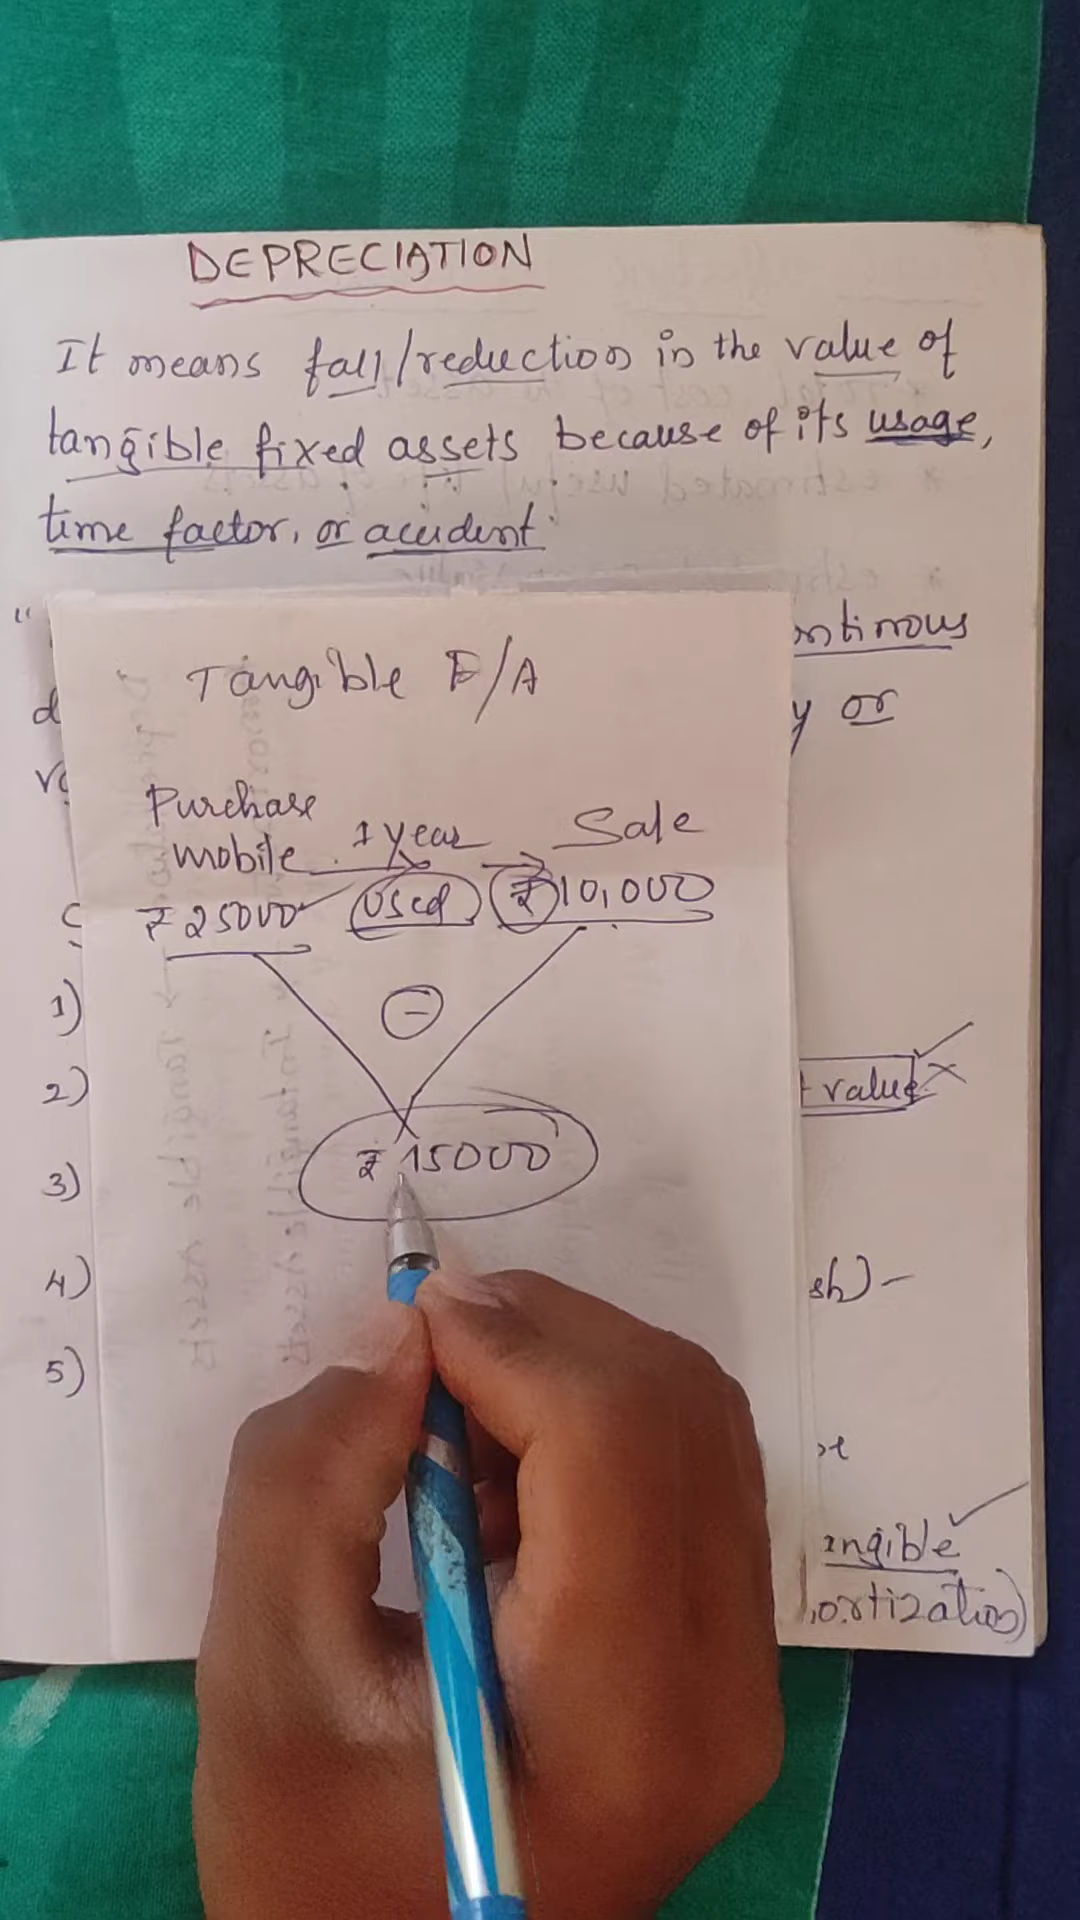 DEPRECIATION
It means fall/reduction in the value of
tangible fixed assets because of its usage,
time factor, or accident
ontinous
y or
Tangible F/A
Purchase
mobile 1 year Sale
₹ 25000 Used ₹ 10,000
-
₹ 15000
1)
2) t value
3)
4) sh) -
5)
angible
ortization)